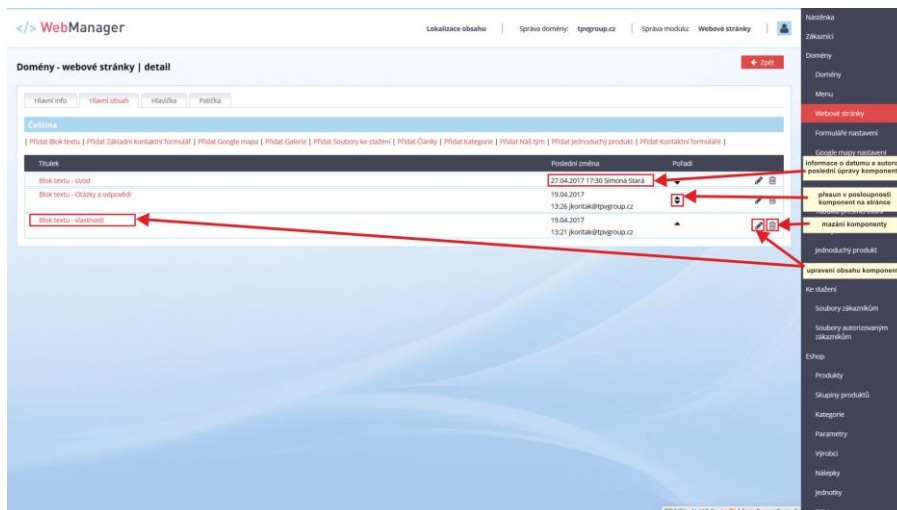 </> WebManager
Lokalizace obsahu | Správa domény: tpvgroup.cz | Správa modulu: Webové stránky
Domény - webové stránky | detail
Zpět
Hlavní info Hlavní obsah Hlavička Patička
Čeština
| Přidat Blok textu | Přidat Základní kontaktní formulář | Přidat Google mapa | Přidat Galerie | Přidat Soubory ke stažení | Přidat Články | Přidat Kategorie | Přidat Náš tým | Přidat Jednoduchý produkt | Přidat Kontaktní formuláře |
Titulek Poslední změna Pořadí
Blok textu - úvod 27.04.2017 17:30 Simona Stará
Blok textu - Otázky a odpovědi 19.04.2017
13:26 jkontak@tpvgroup.cz
Blok textu - vlastnosti 19.04.2017
13:21 jkontak@tpvgroup.cz
Nástěnka
Zákazníci
Domény
Domény
Menu
Webové stránky
Formuláře nastavení
Google mapy nastavení
informace o datumu a autoro
poslední úpravy komponent
přesun v posloupnosti
komponent na stránce
mazání komponenty
Jednoduchý produkt
upravení obsahu komponent
Ke stažení
Soubory zákazníkům
Soubory autorizovaným
zákazníkům
Eshop
Produkty
Skupiny produktů
Kategorie
Parametry
Výrobci
Nálepky
Jednotky